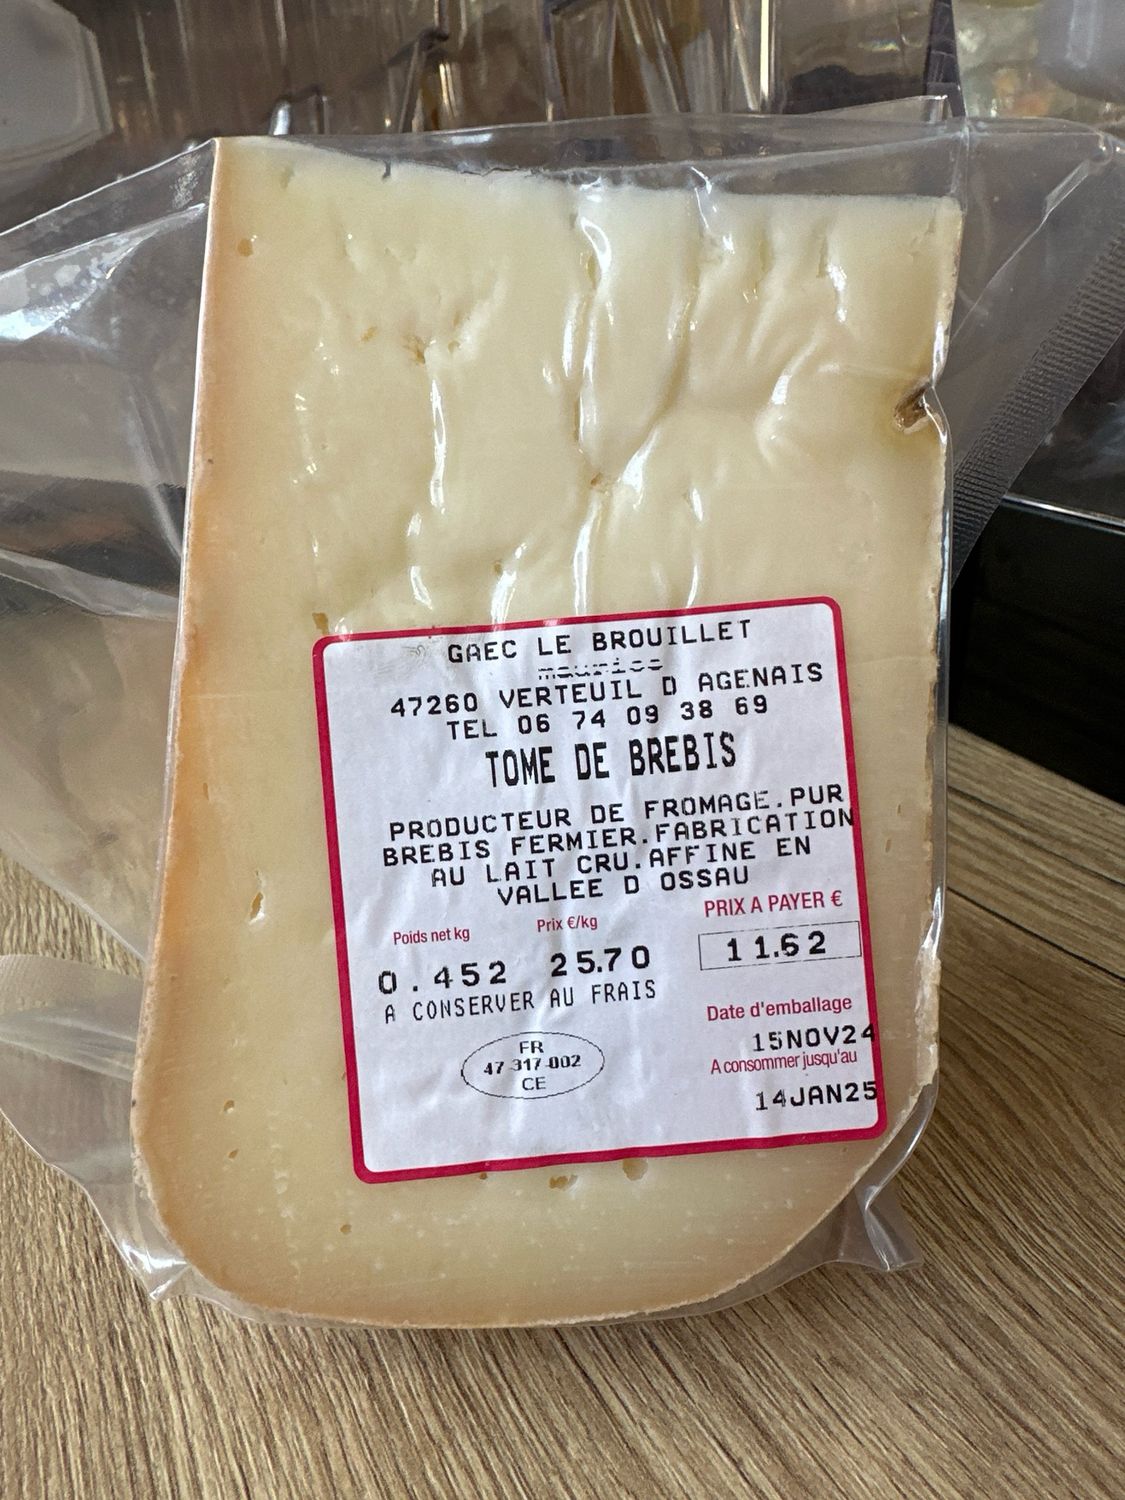 GAEC LE BROUILLET
47260 VERTEUIL D AGENAIS
TEL 06 74 09 38 69
TOME DE BREBIS
PRODUCTEUR DE FROMAGE.PUR
BREBIS FERMIER.FABRICATION
AU LAIT CRU.AFFINE EN
VALLEE D OSSAU
Poids net kg Prix €/kg PRIX A PAYER €
0.452 25.70 11.62
A CONSERVER AU FRAIS
Date d'emballage
15NOV24
A consommer jusqu'au
14JAN25
FR
47 317 002
CE